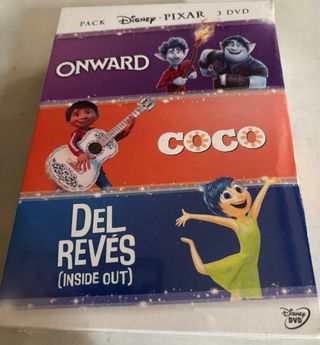 PACK Disney · PIXAR 3 DVD
ONWARD
COCO
DEL
REVÉS
(INSIDE OUT)
Disney
DVD